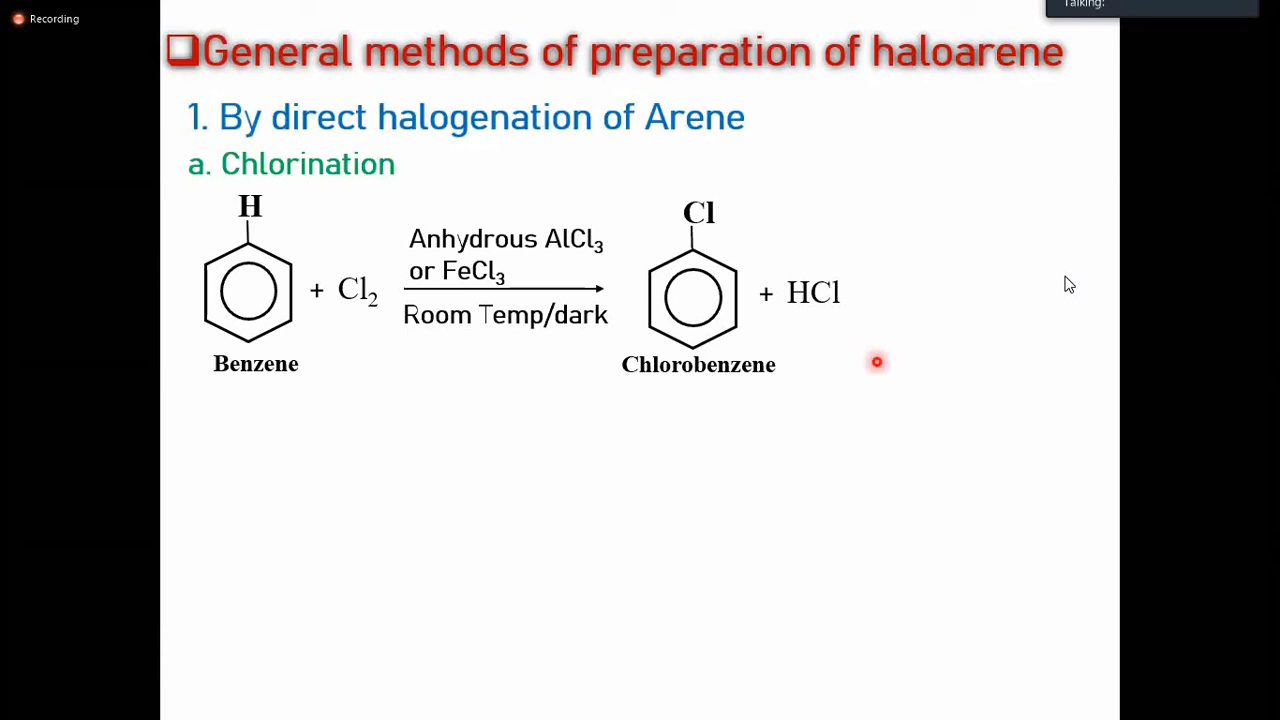 Recording
Talking:
❑General methods of preparation of haloarene
1. By direct halogenation of Arene
a. Chlorination
H
Cl
Anhydrous AlCl₃
or FeCl₃
+ Cl₂
+ HCl
Room Temp/dark
Benzene
Chlorobenzene